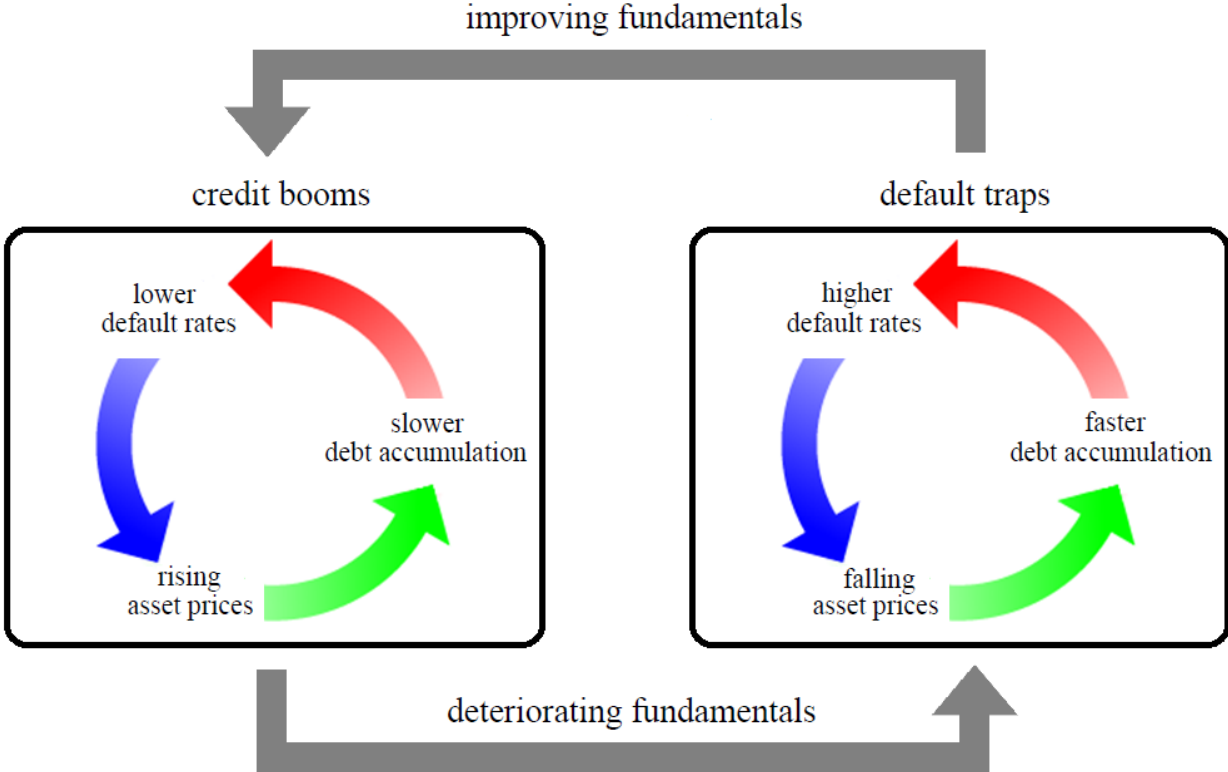 improving fundamentals
credit booms
default traps
lower
default rates
slower
debt accumulation
rising
asset prices
higher
default rates
faster
debt accumulation
falling
asset prices
deteriorating fundamentals